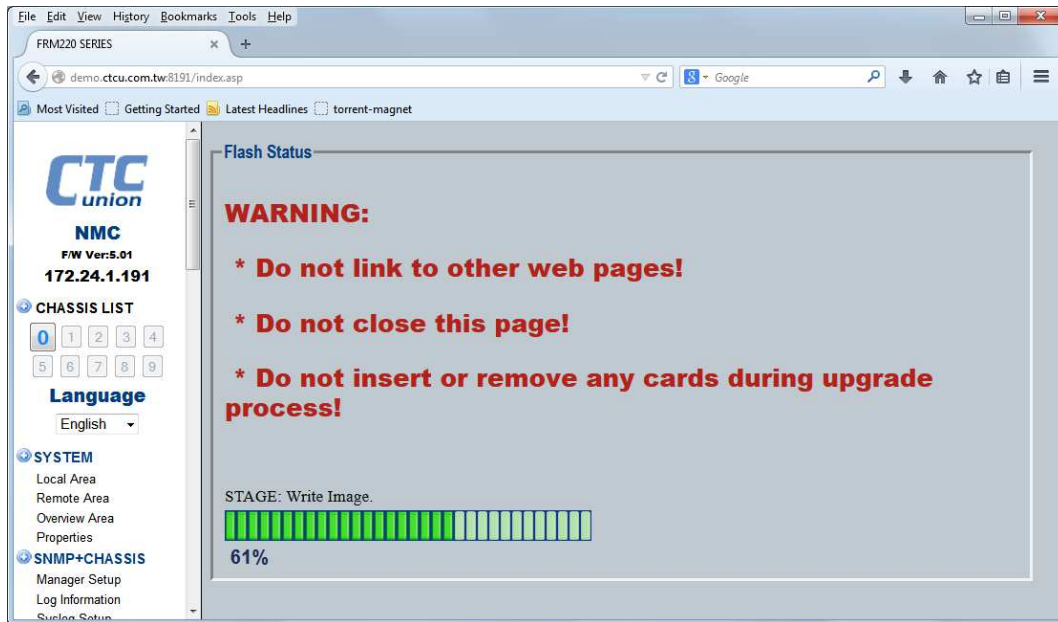 File Edit View History Bookmarks Tools Help
FRM220 SERIES
demo.ctcu.com.tw:8191/index.asp
Google
Most Visited Getting Started Latest Headlines torrent-magnet
CTC
union
NMC
F/W Ver:5.01
172.24.1.191
CHASSIS LIST
0 1 2 3 4
5 6 7 8 9
Language
English
SYSTEM
Local Area
Remote Area
Overview Area
Properties
SNMP+CHASSIS
Manager Setup
Log Information
Syslog Setup
Flash Status
WARNING:
* Do not link to other web pages!
* Do not close this page!
* Do not insert or remove any cards during upgrade
process!
STAGE: Write Image.
61%